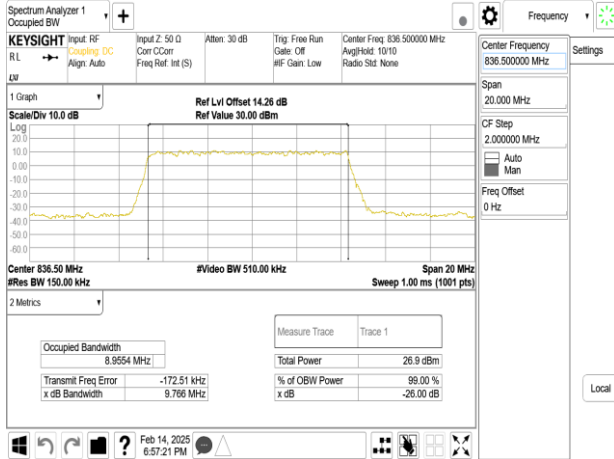 Spectrum Analyzer 1
Occupied BW
+
Frequency
KEYSIGHT
RL
LXI
Input: RF
Coupling: DC
Align: Auto
Input Z: 50 Ω
Corr CCorr
Freq Ref: Int (S)
Atten: 30 dB
Trig: Free Run
Gate: Off
#IF Gain: Low
Center Freq: 836.500000 MHz
Avg|Hold: 10/10
Radio Std: None
Center Frequency
836.500000 MHz
Settings
Span
20.000 MHz
CF Step
2.000000 MHz
Auto
Man
Freq Offset
0 Hz
Local
1 Graph
Scale/Div 10.0 dB
Ref Lvl Offset 14.26 dB
Ref Value 30.00 dBm
Log
20.0
10.0
0.00
-10.0
-20.0
-30.0
-40.0
-50.0
-60.0
Center 836.50 MHz
#Video BW 510.00 kHz
Span 20 MHz
#Res BW 150.00 kHz
Sweep 1.00 ms (1001 pts)
2 Metrics
Measure Trace
Trace 1
Occupied Bandwidth
8.9554 MHz
Total Power
26.9 dBm
Transmit Freq Error
-172.51 kHz
% of OBW Power
99.00 %
x dB Bandwidth
9.766 MHz
x dB
-26.00 dB
?
Feb 14, 2025
6:57:21 PM